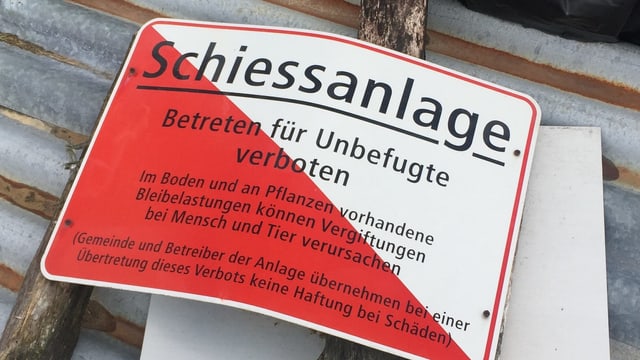 Schiessanlage
Betreten für Unbefugte
verboten
Im Boden und an Pflanzen vorhandene
Bleibelastungen können Vergiftungen
bei Mensch und Tier verursachen
(Gemeinde und Betreiber der Anlage übernehmen bei einer
Übertretung dieses Verbots keine Haftung bei Schäden)